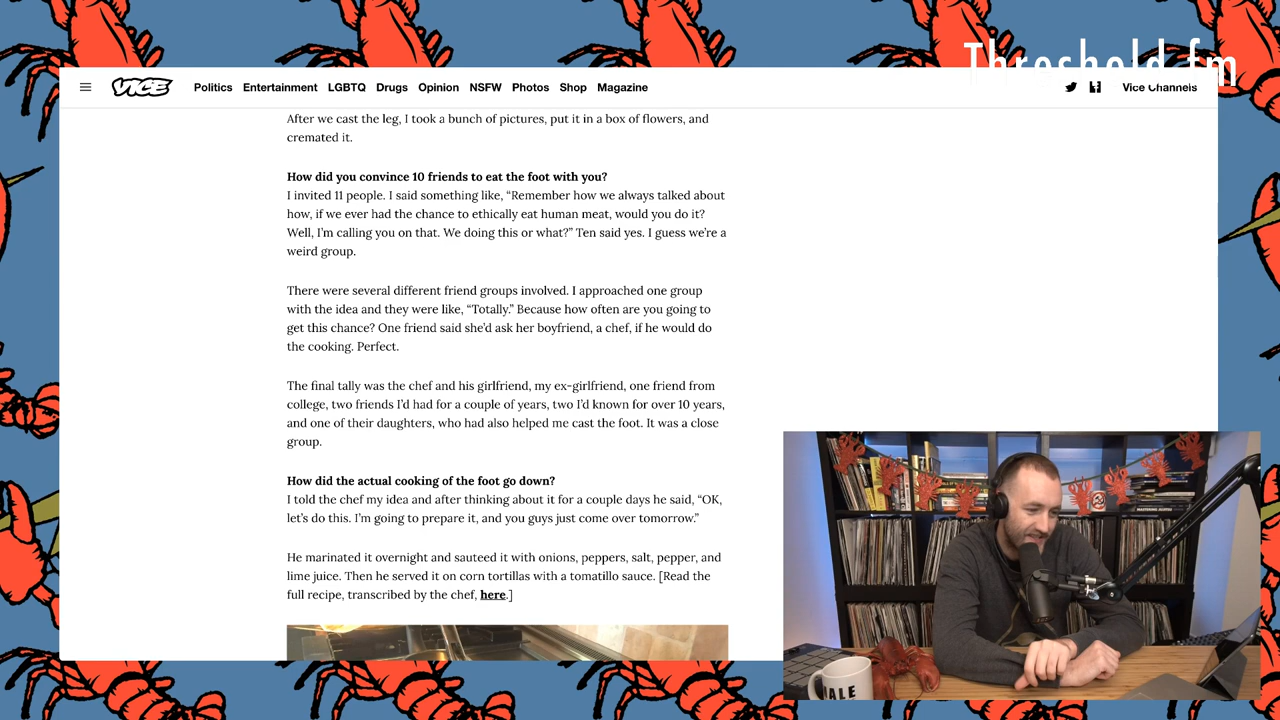 Threshold.fm
VICE
Politics Entertainment LGBTQ Drugs Opinion NSFW Photos Shop Magazine
Vice Channels
After we cast the leg, I took a bunch of pictures, put it in a box of flowers, and
cremated it.
How did you convince 10 friends to eat the foot with you?
I invited 11 people. I said something like, “Remember how we always talked about
how, if we ever had the chance to ethically eat human meat, would you do it?
Well, I’m calling you on that. We doing this or what?” Ten said yes. I guess we’re a
weird group.
There were several different friend groups involved. I approached one group
with the idea and they were like, “Totally.” Because how often are you going to
get this chance? One friend said she’d ask her boyfriend, a chef, if he would do
the cooking. Perfect.
The final tally was the chef and his girlfriend, my ex-girlfriend, one friend from
college, two friends I’d had for a couple of years, two I’d known for over 10 years,
and one of their daughters, who had also helped me cast the foot. It was a close
group.
How did the actual cooking of the foot go down?
I told the chef my idea and after thinking about it for a couple days he said, “OK,
let’s do this. I’m going to prepare it, and you guys just come over tomorrow.”
He marinated it overnight and sauteed it with onions, peppers, salt, pepper, and
lime juice. Then he served it on corn tortillas with a tomatillo sauce. [Read the
full recipe, transcribed by the chef, here.]
ALE